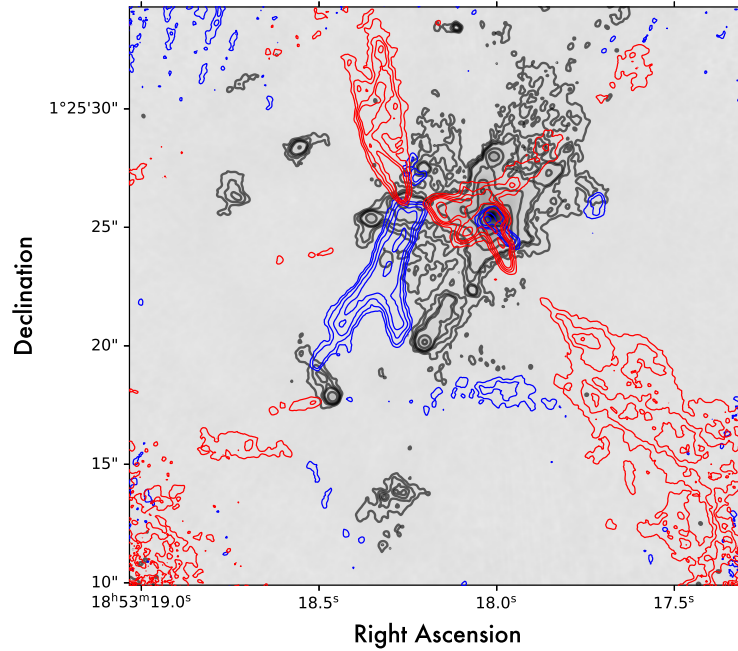 1°25'30"
25"
20"
15"
10"
Declination
18ʰ53ᵐ19.0ˢ
18.5ˢ
18.0ˢ
17.5ˢ
Right Ascension